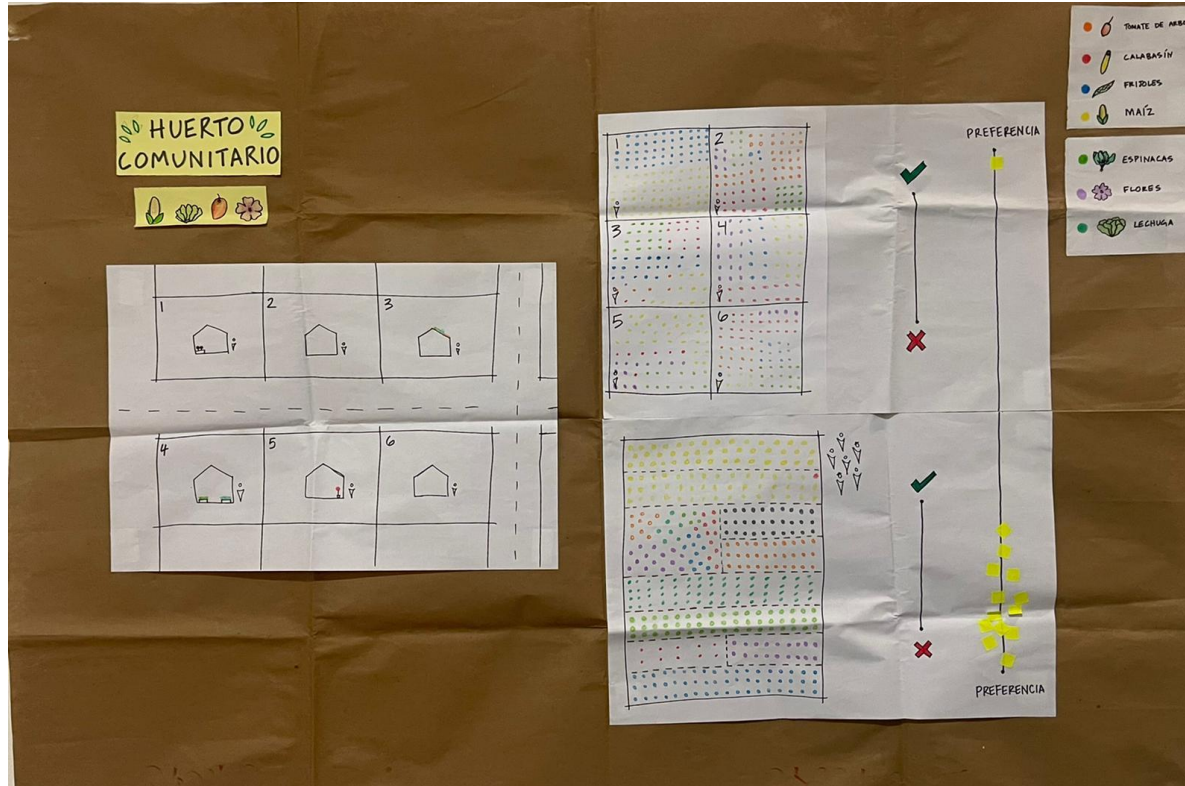 HUERTO
COMUNITARIO
1
2
3
4
5
6
1
2
3
4
5
6
PREFERENCIA
PREFERENCIA
TOMATE DE
CALABASÍN
FRIJOLES
MAÍZ
ESPINACAS
FLORES
LECHUGA